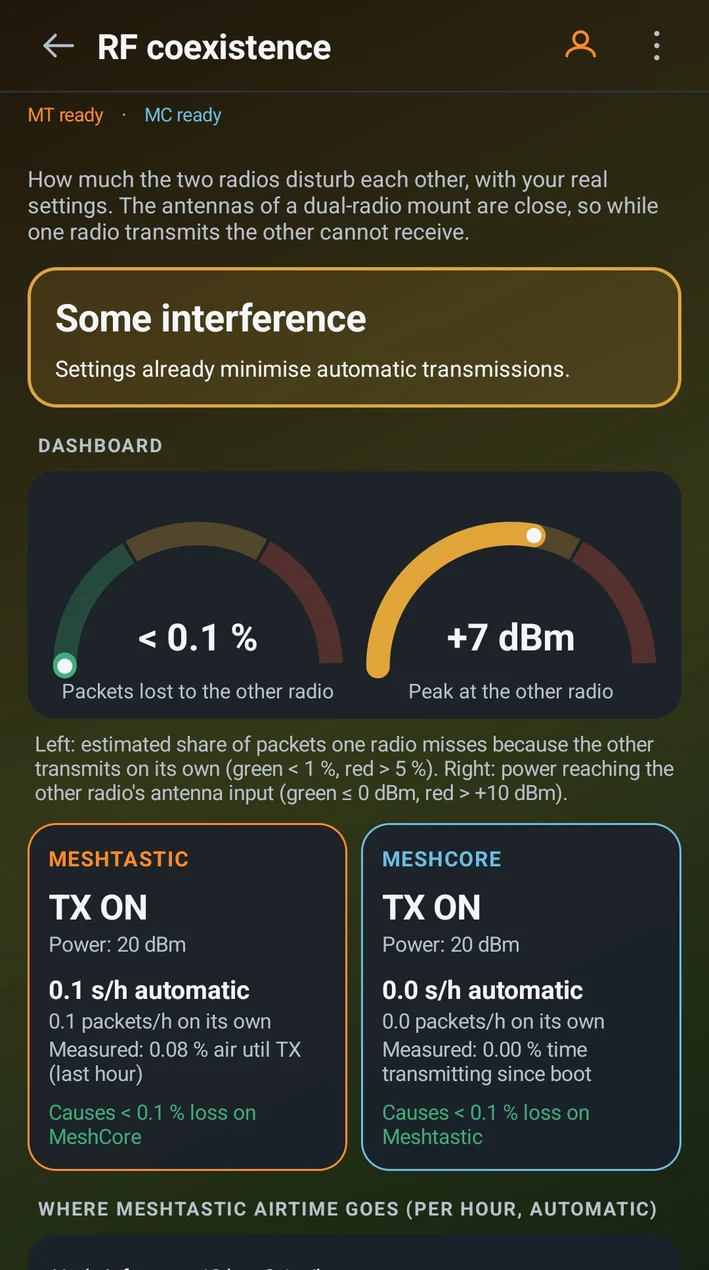 RF coexistence
MT ready · MC ready
How much the two radios disturb each other, with your real
settings. The antennas of a dual-radio mount are close, so while
one radio transmits the other cannot receive.
Some interference
Settings already minimise automatic transmissions.
DASHBOARD
< 0.1 %
Packets lost to the other radio
+7 dBm
Peak at the other radio
Left: estimated share of packets one radio misses because the other
transmits on its own (green < 1 %, red > 5 %). Right: power reaching the
other radio's antenna input (green ≤ 0 dBm, red > +10 dBm).
MESHTASTIC
TX ON
Power: 20 dBm
0.1 s/h automatic
0.1 packets/h on its own
Measured: 0.08 % air util TX
(last hour)
Causes < 0.1 % loss on
MeshCore
MESHCORE
TX ON
Power: 20 dBm
0.0 s/h automatic
0.0 packets/h on its own
Measured: 0.00 % time
transmitting since boot
Causes < 0.1 % loss on
Meshtastic
WHERE MESHTASTIC AIRTIME GOES (PER HOUR, AUTOMATIC)